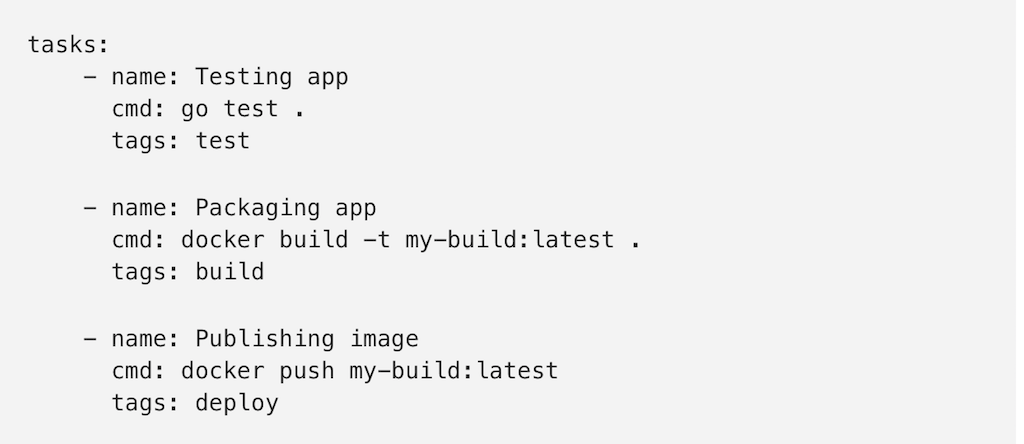 tasks:
    - name: Testing app
      cmd: go test .
      tags: test

    - name: Packaging app
      cmd: docker build -t my-build:latest .
      tags: build

    - name: Publishing image
      cmd: docker push my-build:latest
      tags: deploy